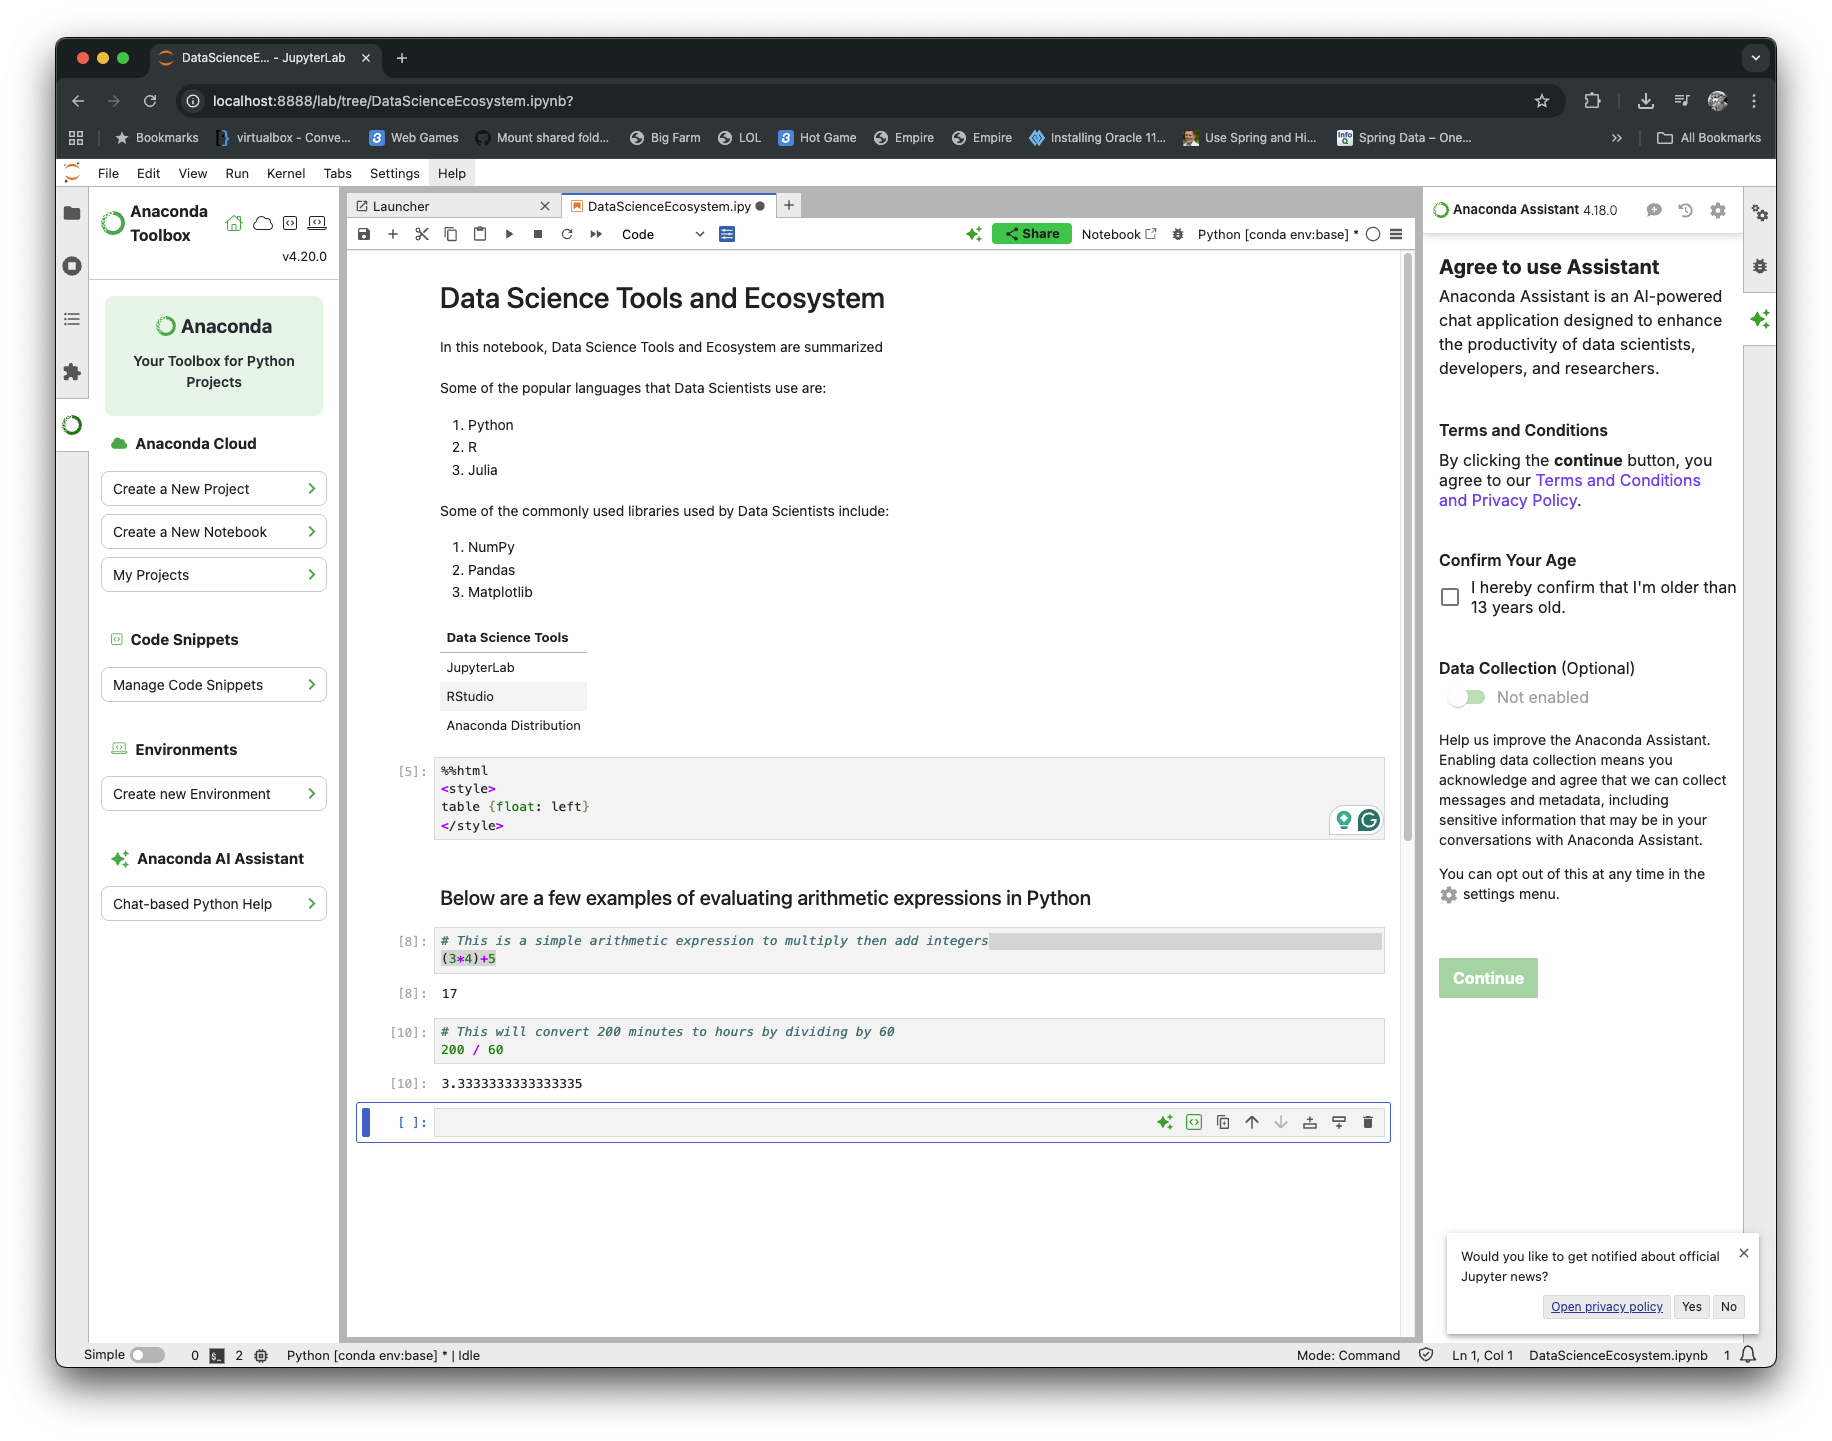 DataScienceE... - JupyterLab
localhost:8888/lab/tree/DataScienceEcosystem.ipynb?
Bookmarks
virtualbox - Conve...
Web Games
Mount shared fold...
Big Farm
LOL
Hot Game
Empire
Empire
Installing Oracle 11...
Use Spring and Hi...
Spring Data – One...
All Bookmarks
File Edit View Run Kernel Tabs Settings Help
Anaconda
Toolbox
v4.20.0
Anaconda
Your Toolbox for Python
Projects
Anaconda Cloud
Create a New Project
Create a New Notebook
My Projects
Code Snippets
Manage Code Snippets
Environments
Create new Environment
Anaconda AI Assistant
Chat-based Python Help
Launcher
DataScienceEcosystem.ipy
Code
Share
Notebook
Python [conda env:base] *
Data Science Tools and Ecosystem
In this notebook, Data Science Tools and Ecosystem are summarized
Some of the popular languages that Data Scientists use are:
1. Python
2. R
3. Julia
Some of the commonly used libraries used by Data Scientists include:
1. NumPy
2. Pandas
3. Matplotlib
Data Science Tools
JupyterLab
RStudio
Anaconda Distribution
[5]: %%html
<style>
table {float: left}
</style>
Below are a few examples of evaluating arithmetic expressions in Python
[8]: # This is a simple arithmetic expression to multiply then add integers
(3*4)+5
[8]: 17
[10]: # This will convert 200 minutes to hours by dividing by 60
200 / 60
[10]: 3.3333333333333335
[ ]:
Anaconda Assistant 4.18.0
Agree to use Assistant
Anaconda Assistant is an AI-powered
chat application designed to enhance
the productivity of data scientists,
developers, and researchers.
Terms and Conditions
By clicking the continue button, you
agree to our Terms and Conditions
and Privacy Policy.
Confirm Your Age
I hereby confirm that I'm older than
13 years old.
Data Collection (Optional)
Not enabled
Help us improve the Anaconda Assistant.
Enabling data collection means you
acknowledge and agree that we can collect
messages and metadata, including
sensitive information that may be in your
conversations with Anaconda Assistant.
You can opt out of this at any time in the
settings menu.
Continue
Would you like to get notified about official
Jupyter news?
Open privacy policy
Yes
No
Simple
0
2
Python [conda env:base] * | Idle
Mode: Command
Ln 1, Col 1
DataScienceEcosystem.ipynb
1